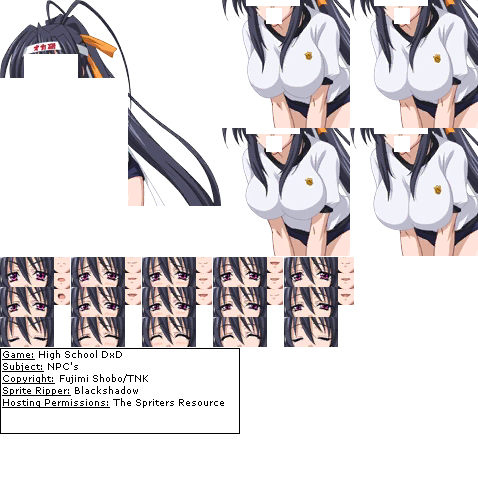 Game: High School DxD
Subject: NPC's
Copyright: Fujimi Shobo/TNK
Sprite Ripper: Blackshadow
Hosting Permissions: The Spriters Resource